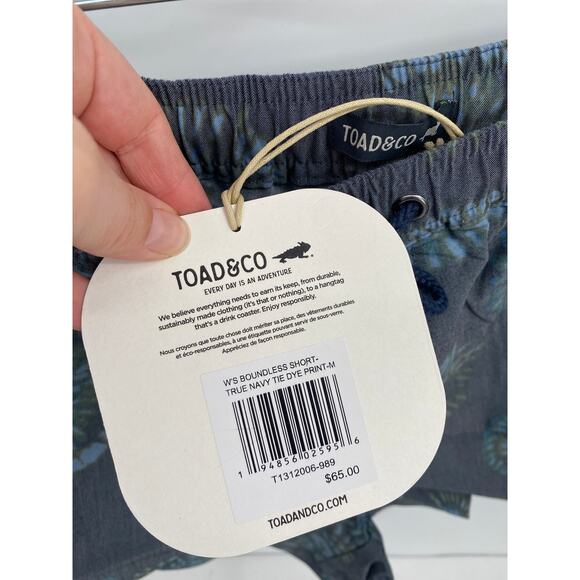 TOAD&CO
TOAD&CO
EVERY DAY IS AN ADVENTURE
We believe everything needs to earn its keep, from durable,
sustainably made clothing (it's that or nothing), to a hangtag
that's a drink coaster. Enjoy responsibly.
Nous croyons que toute chose doit mériter sa place, des vêtements durables
et éco-responsables, à une étiquette pouvant servir de sous-verre.
Appréciez de façon responsable.
W'S BOUNDLESS SHORT-
TRUE NAVY TIE DYE PRINT-M
1 94856 02595 6
T1312006-989
$65.00
TOADANDCO.COM